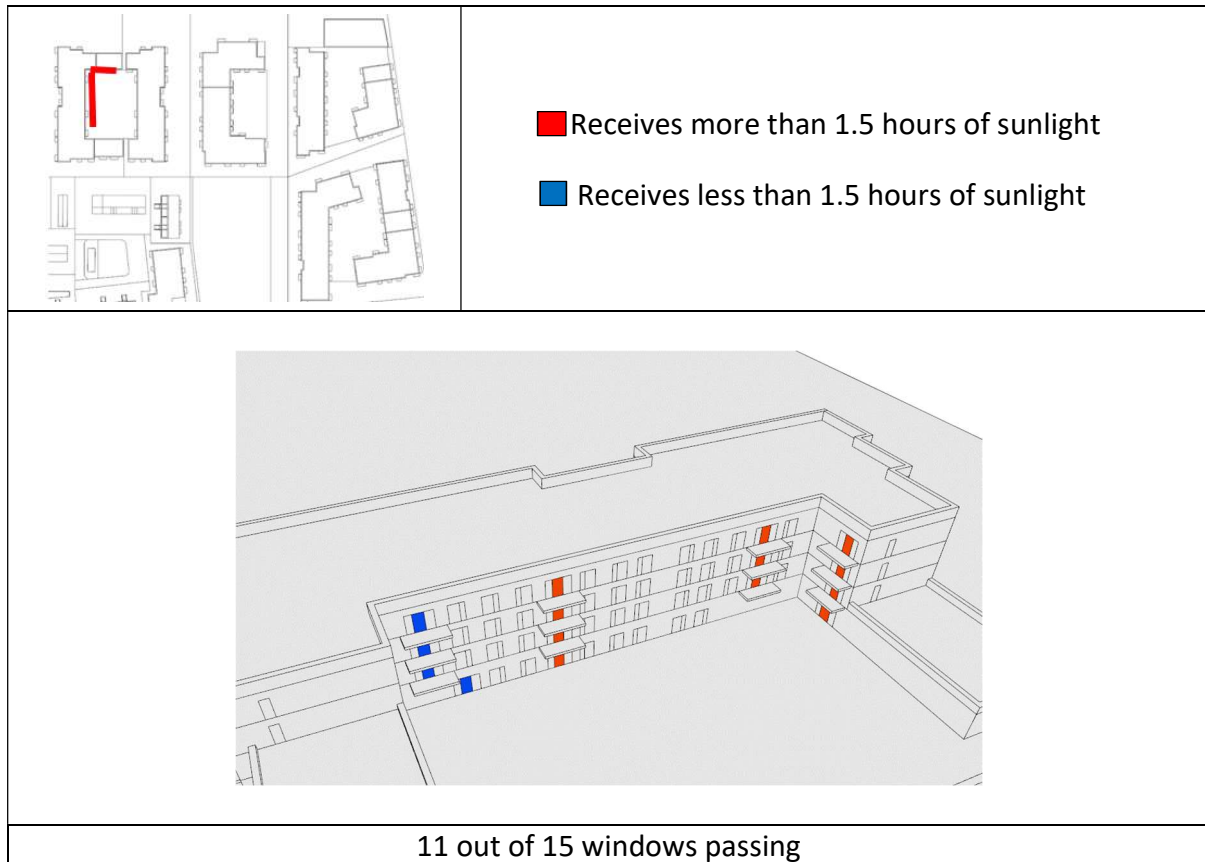 Receives more than 1.5 hours of sunlight
Receives less than 1.5 hours of sunlight
11 out of 15 windows passing